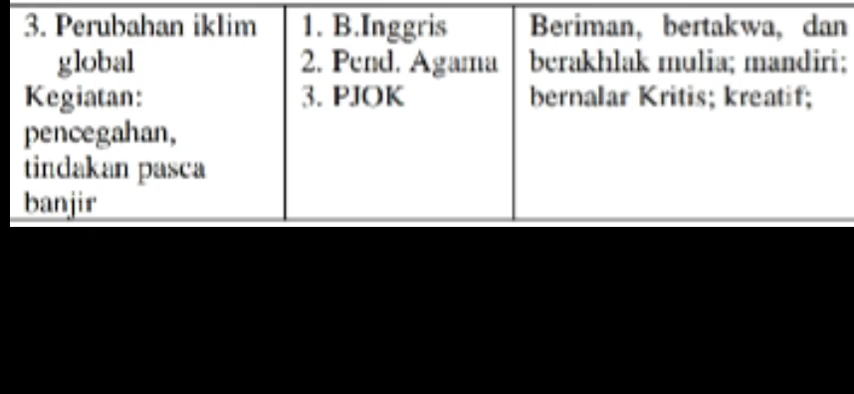 3. Perubahan iklim
global
Kegiatan:
pencegahan,
tindakan pasca
banjir
1. B.Inggris
2. Pend. Agama
3. PJOK
Beriman, bertakwa, dan
berakhlak mulia; mandiri;
bernalar Kritis; kreatif;